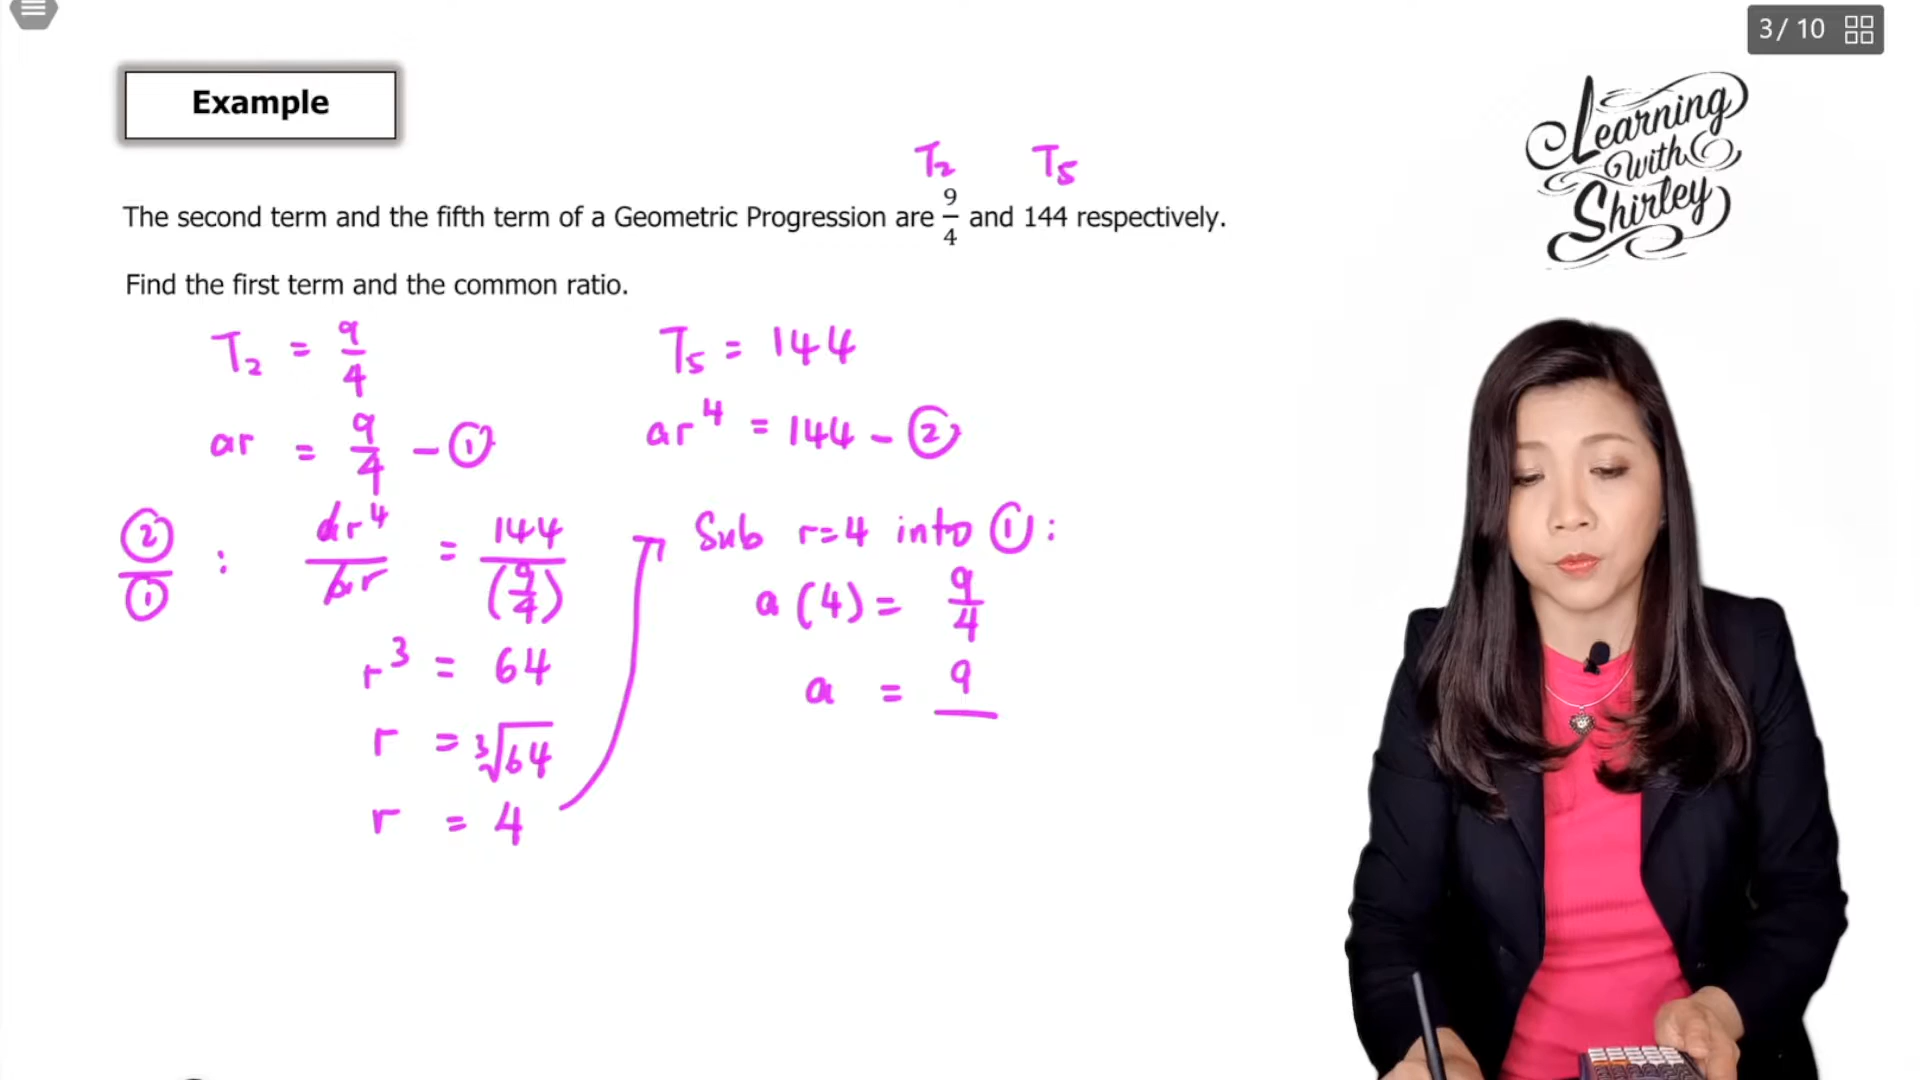 3/ 10
Example
Learning
with
Shirley
T₂ T₅
The second term and the fifth term of a Geometric Progression are 9/4 and 144 respectively.
Find the first term and the common ratio.
T₂ = 9/4
T₅ = 144
ar = 9/4 - ①
ar⁴ = 144 - ②
②/① : ar⁴/ar = 144/(9/4)
r³ = 64
r = ³√64
r = 4
Sub r=4 into ① :
a (4) = 9/4
a = 9